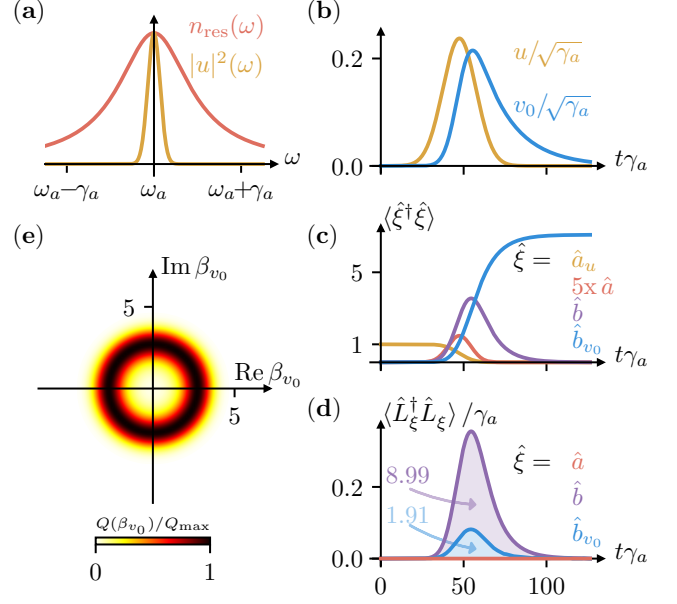 (a)
n_res(ω)
|u|²(ω)
ω
ω_a−γ_a
ω_a
ω_a+γ_a
(b)
0.2
0.0
u/√γ_a
v_0/√γ_a
50
100
tγ_a
(c)
⟨ξ̂†ξ̂⟩
5
1
ξ̂ =
â_u
5x â
b̂
b̂_{v_0}
tγ_a
(d)
⟨L̂†_ξ L̂_ξ⟩/γ_a
0.2
0.0
8.99
1.91
ξ̂ =
â
b̂
b̂_{v_0}
0
50
100
tγ_a
(e)
Im β_{v_0}
5
Re β_{v_0}
5
Q(β_{v_0})/Q_max
0
1